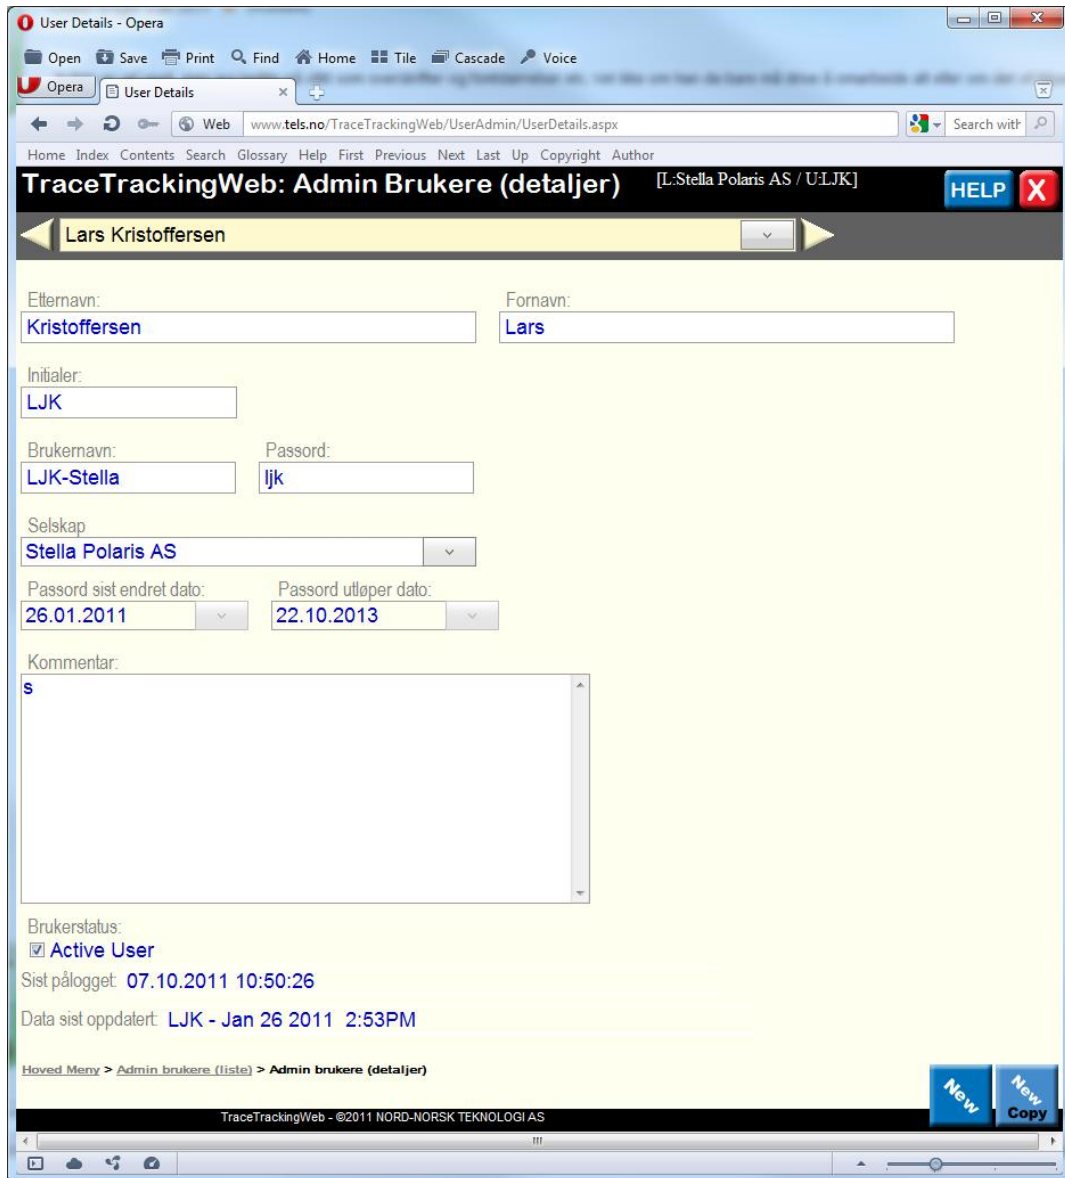 User Details - Opera
Open Save Print Find Home Tile Cascade Voice
Opera User Details
Web www.tels.no/TraceTrackingWeb/UserAdmin/UserDetails.aspx Search with
Home Index Contents Search Glossary Help First Previous Next Last Up Copyright Author
TraceTrackingWeb: Admin Brukere (detaljer) [L:Stella Polaris AS / U:LJK] HELP X
Lars Kristoffersen
Etternavn: Fornavn:
Kristoffersen Lars
Initialer:
LJK
Brukernavn: Passord:
LJK-Stella ljk
Selskap
Stella Polaris AS
Passord sist endret dato: Passord utløper dato:
26.01.2011 22.10.2013
Kommentar:
s
Brukerstatus:
Active User
Sist pålogget: 07.10.2011 10:50:26
Data sist oppdatert: LJK - Jan 26 2011 2:53PM
Hoved Meny > Admin brukere (liste) > Admin brukere (detaljer)
New New Copy
TraceTrackingWeb - ©2011 NORD-NORSK TEKNOLOGI AS